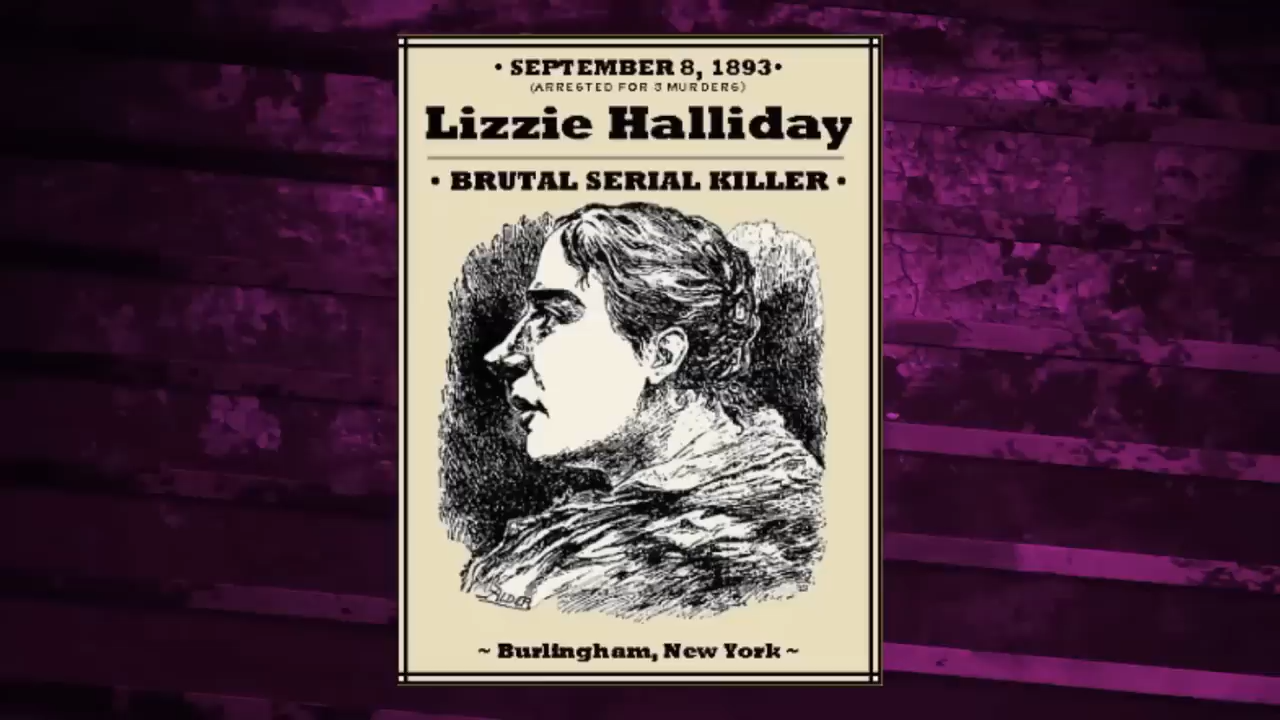 • SEPTEMBER 8, 1893•
(ARRESTED FOR 3 MURDERS)
Lizzie Halliday
• BRUTAL SERIAL KILLER •
~ Burlingham, New York ~